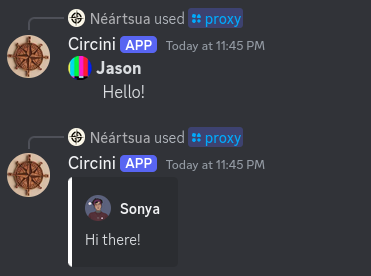 Néártsua used proxy
Circini APP Today at 11:45 PM
Jason
Hello!
Néártsua used proxy
Circini APP Today at 11:45 PM
Sonya
Hi there!